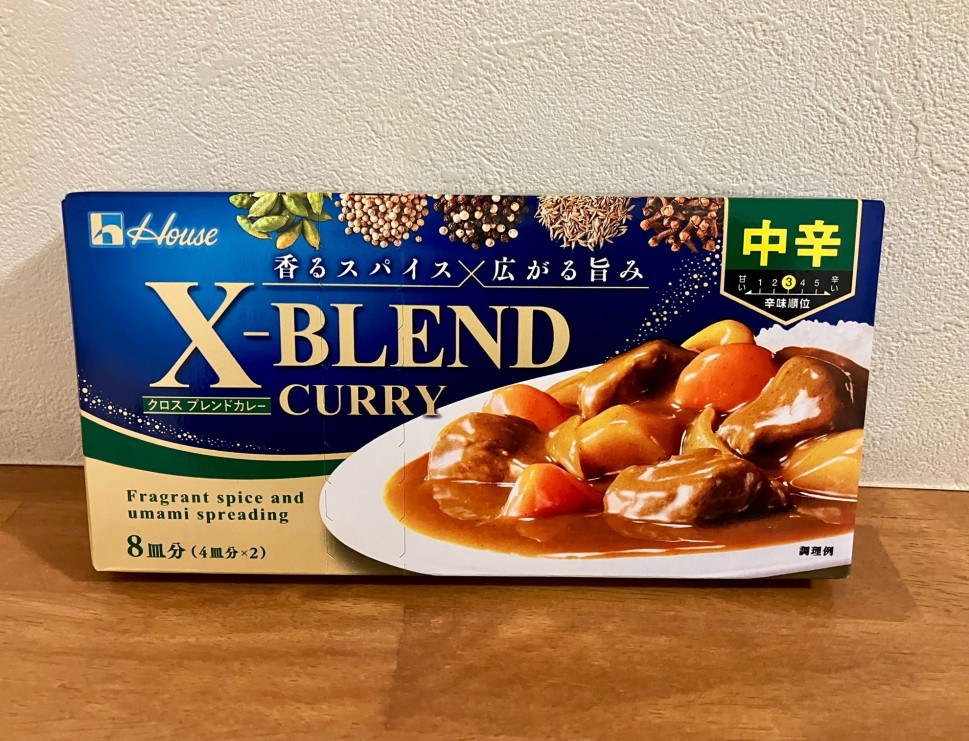 House
香るスパイス×広がる旨み
X-BLEND
CURRY
クロス ブレンドカレー
中辛
甘い 1 2 3 4 5 辛い
辛味順位
Fragrant spice and
umami spreading
8皿分(4皿分×2)
調理例